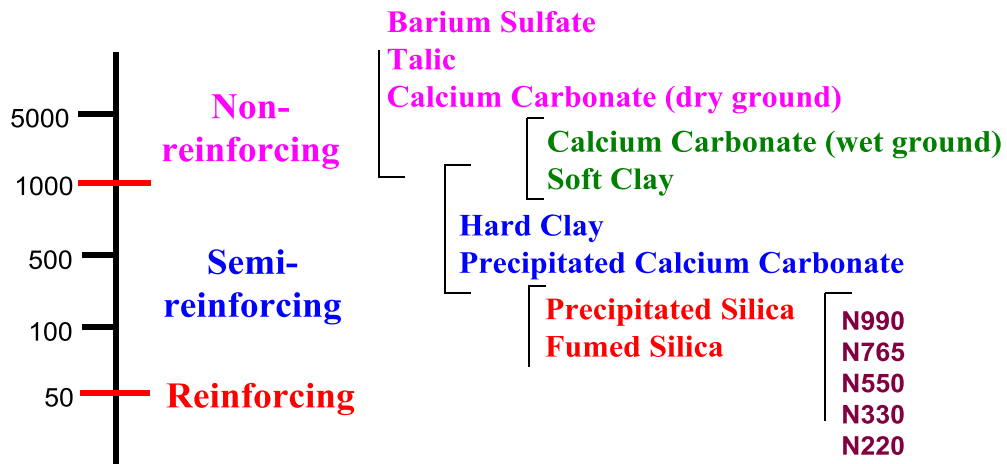 5000
1000
500
100
50
Non-
reinforcing
Semi-
reinforcing
Reinforcing
Barium Sulfate
Talic
Calcium Carbonate (dry ground)
Calcium Carbonate (wet ground)
Soft Clay
Hard Clay
Precipitated Calcium Carbonate
Precipitated Silica
Fumed Silica
N990
N765
N550
N330
N220